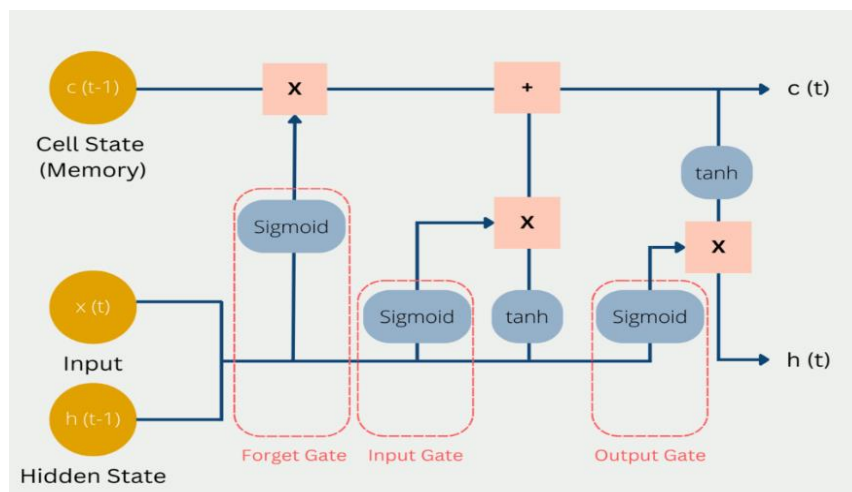 c (t-1)
X
+
c (t)
Cell State
(Memory)
tanh
Sigmoid
X
X
x (t)
Sigmoid
tanh
Sigmoid
Input
h (t)
h (t-1)
Hidden State
Forget Gate
Input Gate
Output Gate